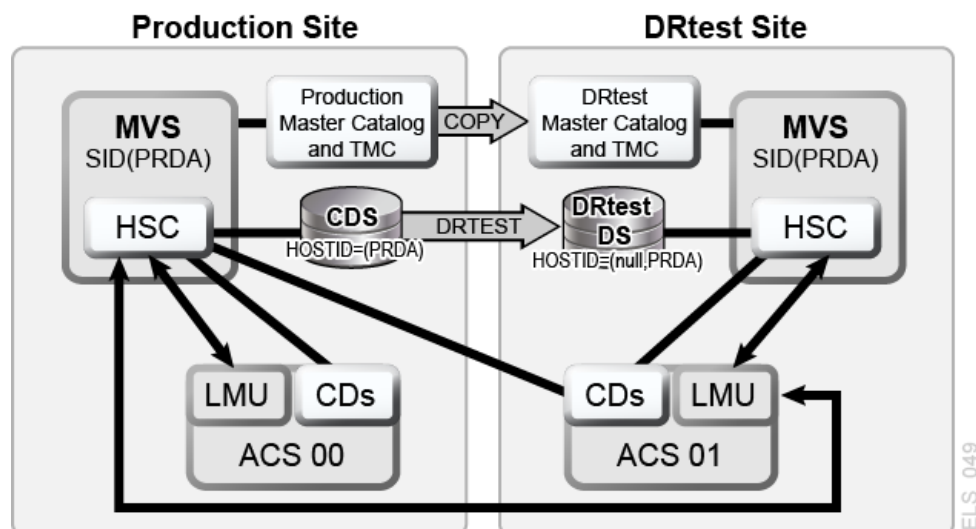 Production Site
DRtest Site
MVS
SID(PRDA)
Production
Master Catalog
and TMC
COPY
DRtest
Master Catalog
and TMC
MVS
SID(PRDA)
HSC
CDS
HOSTID=(PRDA)
DRTEST
DRtest
DS
HOSTID=(null,PRDA)
HSC
LMU
CDs
ACS 00
CDs
LMU
ACS 01
ELS_049